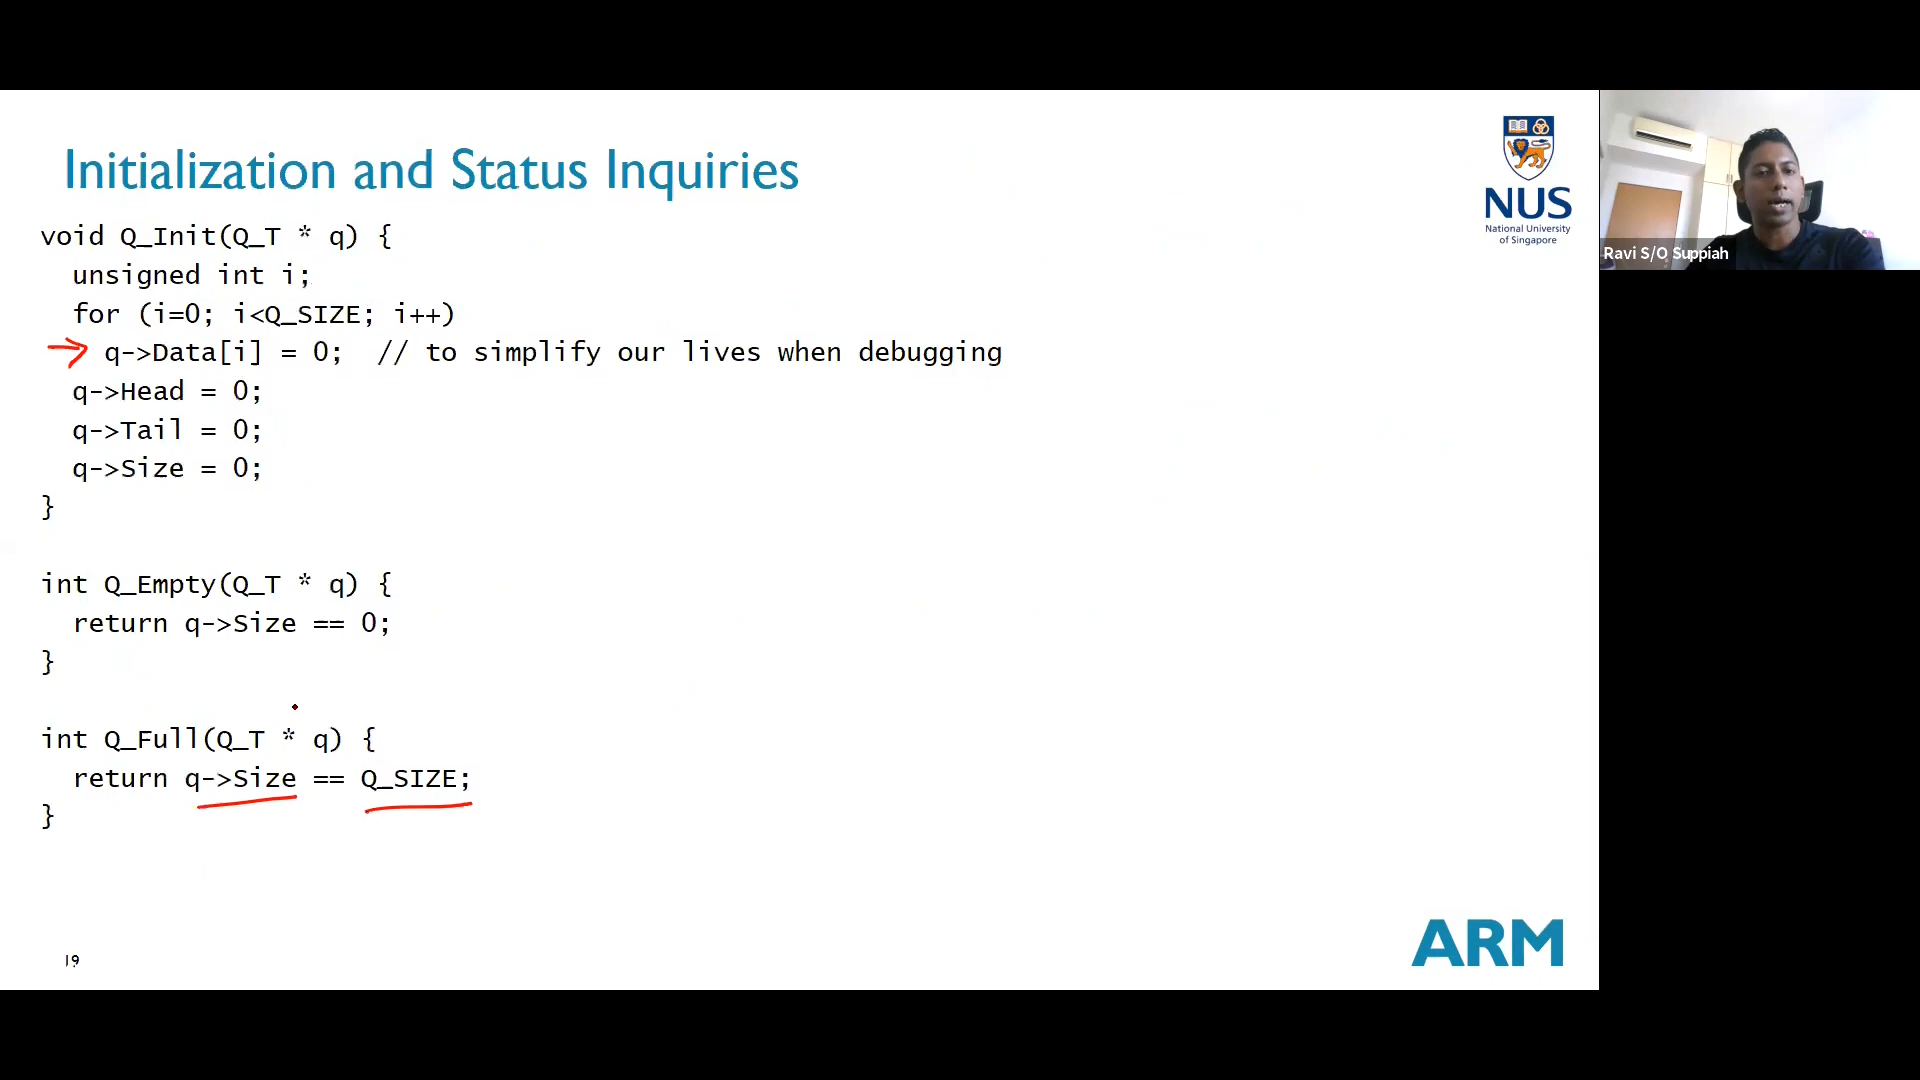 Initialization and Status Inquiries
void Q_Init(Q_T * q) {
  unsigned int i;
  for (i=0; i<Q_SIZE; i++)
    q->Data[i] = 0;  // to simplify our lives when debugging
  q->Head = 0;
  q->Tail = 0;
  q->Size = 0;
}
int Q_Empty(Q_T * q) {
  return q->Size == 0;
}
int Q_Full(Q_T * q) {
  return q->Size == Q_SIZE;
}
19
NUS
National University
of Singapore
ARM
Ravi S/O Suppiah